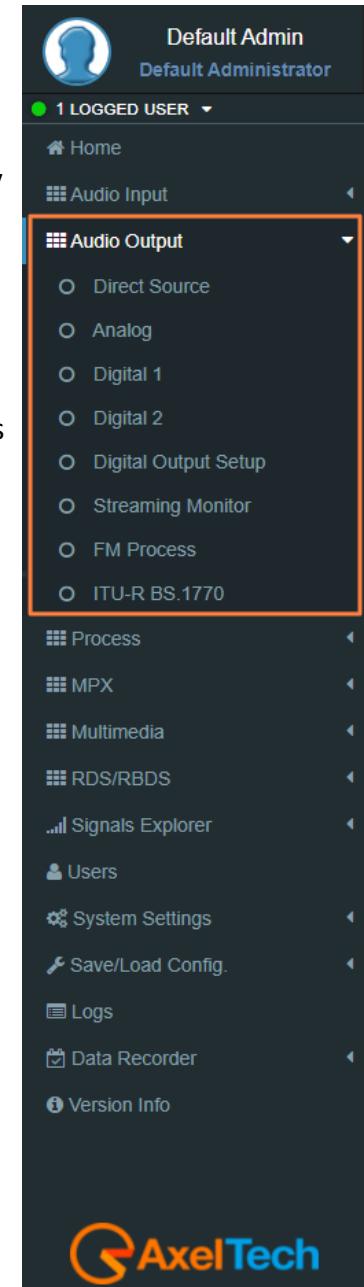 Default Admin
Default Administrator
1 LOGGED USER
Home
Audio Input
Audio Output
Direct Source
Analog
Digital 1
Digital 2
Digital Output Setup
Streaming Monitor
FM Process
ITU-R BS.1770
Process
MPX
Multimedia
RDS/RBDS
Signals Explorer
Users
System Settings
Save/Load Config.
Logs
Data Recorder
Version Info
AxelTech